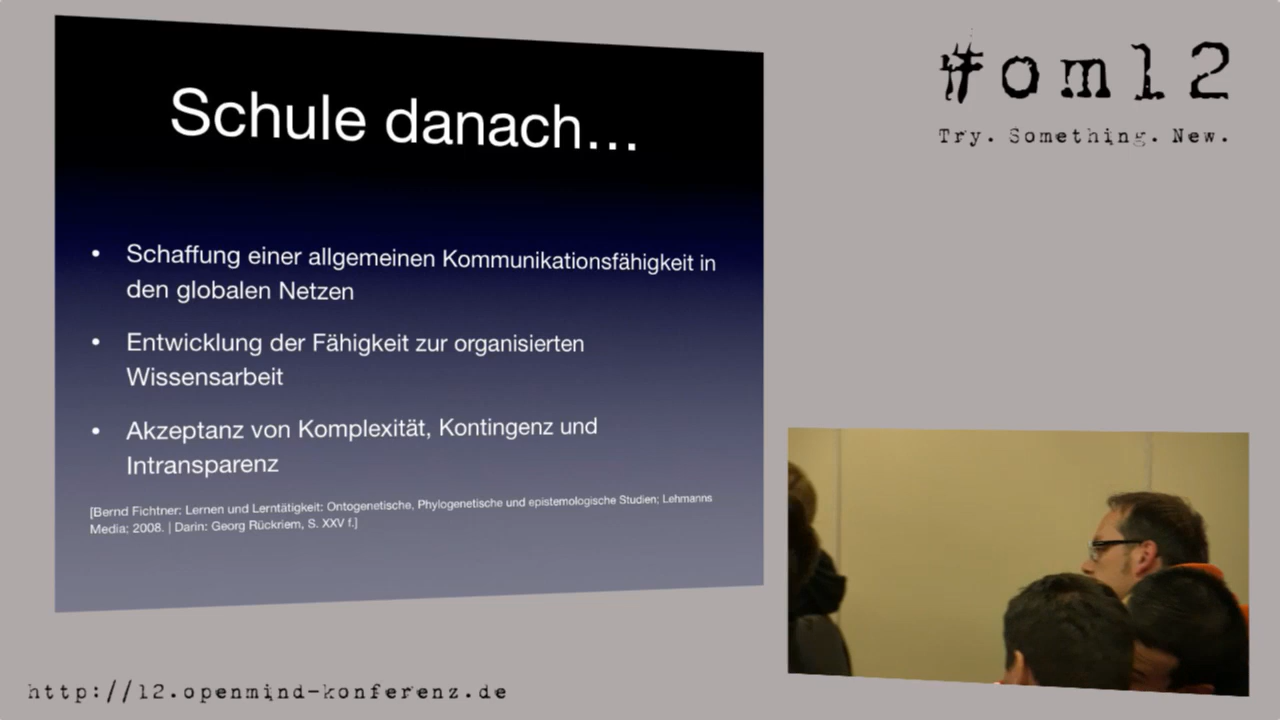 Schule danach...
• Schaffung einer allgemeinen Kommunikationsfähigkeit in
den globalen Netzen
• Entwicklung der Fähigkeit zur organisierten
Wissensarbeit
• Akzeptanz von Komplexität, Kontingenz und
Intransparenz
[Bernd Fichtner: Lernen und Lerntätigkeit: Ontogenetische, Phylogenetische und epistemologische Studien; Lehmanns
Media; 2008. | Darin: Georg Rückriem, S. XXV f.]
#om12
Try. Something. New.
http://12.openmind-konferenz.de